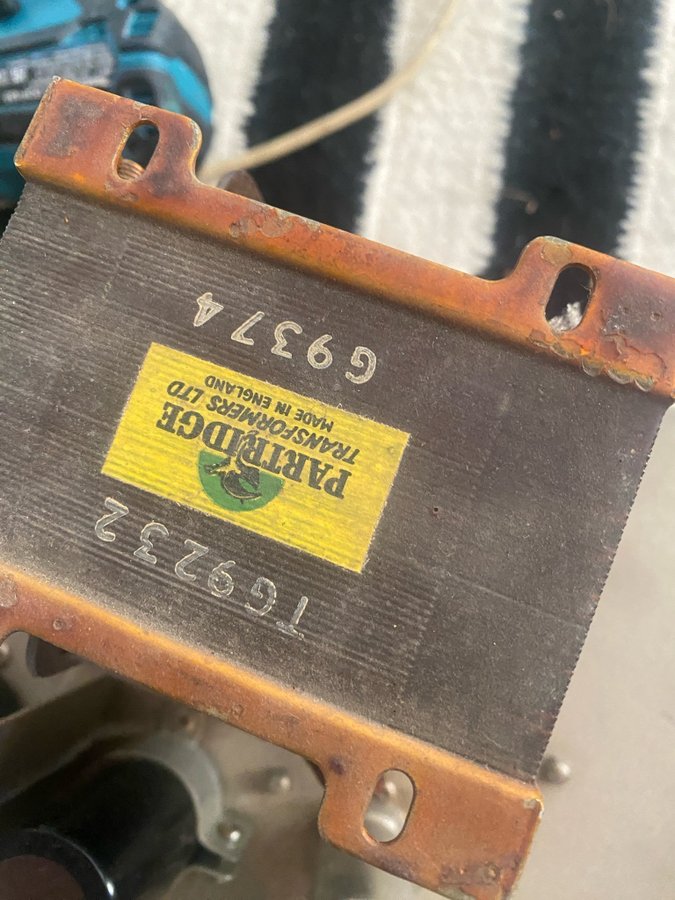 TG9232
PARTRIDGE
TRANSFORMERS LTD
MADE IN ENGLAND
G9374